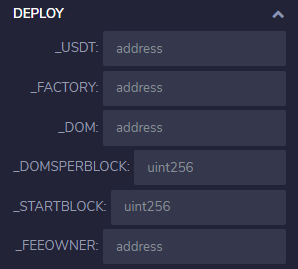 DEPLOY
_USDT: address
_FACTORY: address
_DOM: address
_DOMSPERBLOCK: uint256
_STARTBLOCK: uint256
_FEEOWNER: address